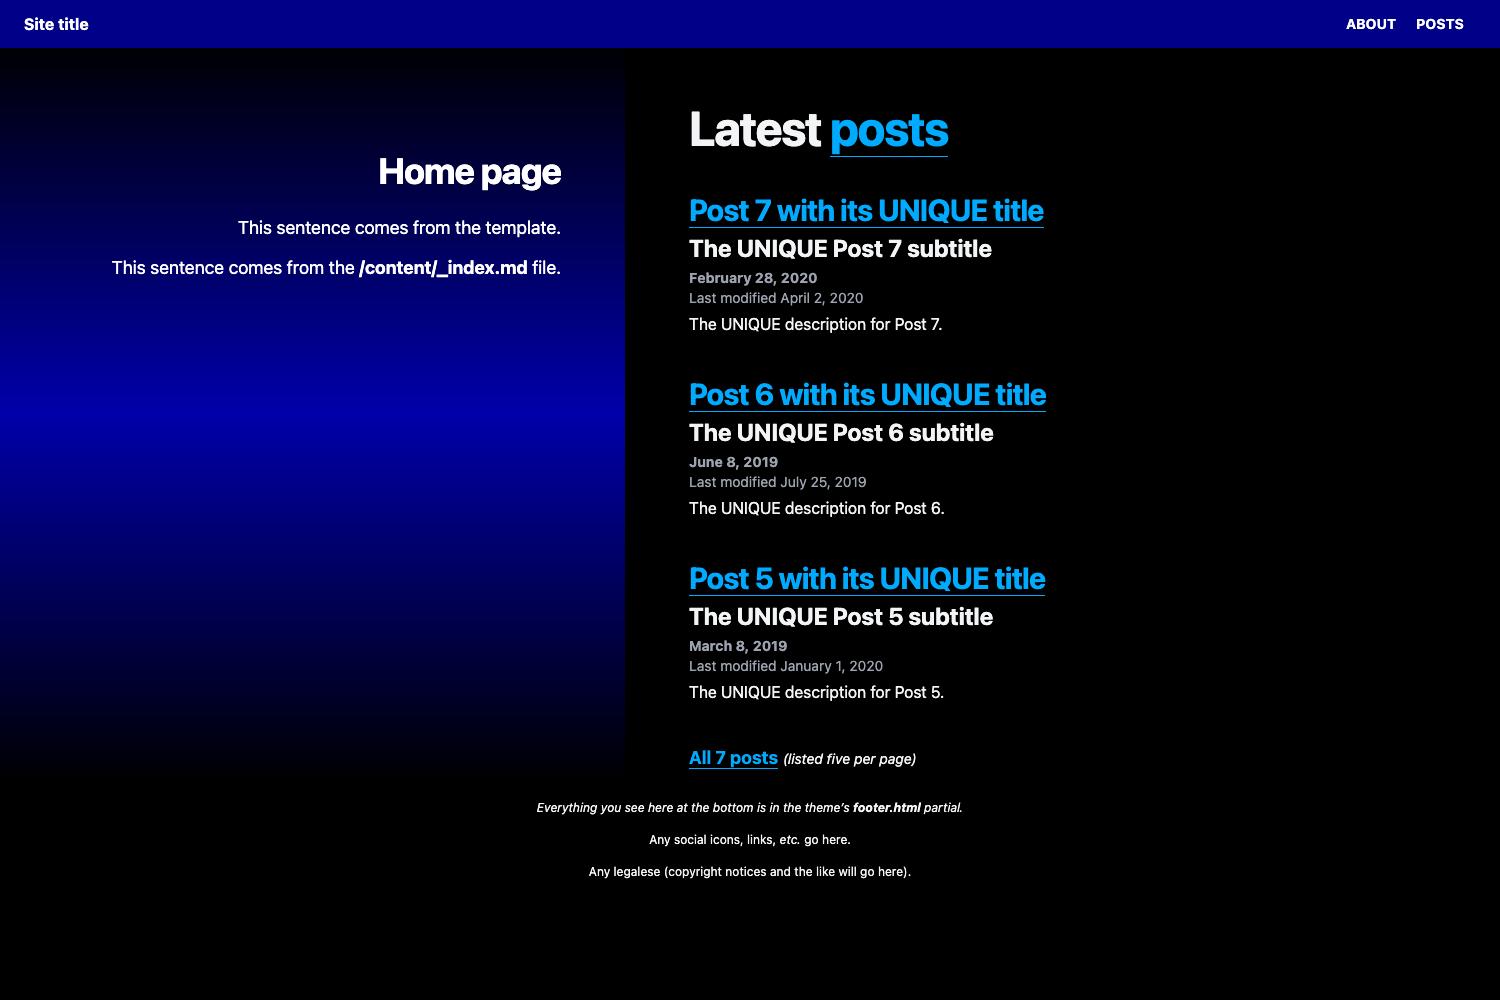 Site title
ABOUT POSTS
Home page
This sentence comes from the template.
This sentence comes from the /content/_index.md file.
Latest posts
Post 7 with its UNIQUE title
The UNIQUE Post 7 subtitle
February 28, 2020
Last modified April 2, 2020
The UNIQUE description for Post 7.
Post 6 with its UNIQUE title
The UNIQUE Post 6 subtitle
June 8, 2019
Last modified July 25, 2019
The UNIQUE description for Post 6.
Post 5 with its UNIQUE title
The UNIQUE Post 5 subtitle
March 8, 2019
Last modified January 1, 2020
The UNIQUE description for Post 5.
All 7 posts (listed five per page)
Everything you see here at the bottom is in the theme’s footer.html partial.
Any social icons, links, etc. go here.
Any legalese (copyright notices and the like will go here).